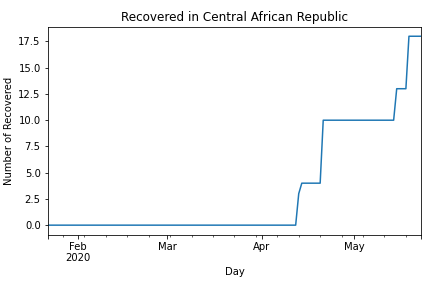 Recovered in Central African Republic
Number of Recovered
17.5
15.0
12.5
10.0
7.5
5.0
2.5
0.0
Feb
2020
Mar
Apr
May
Day